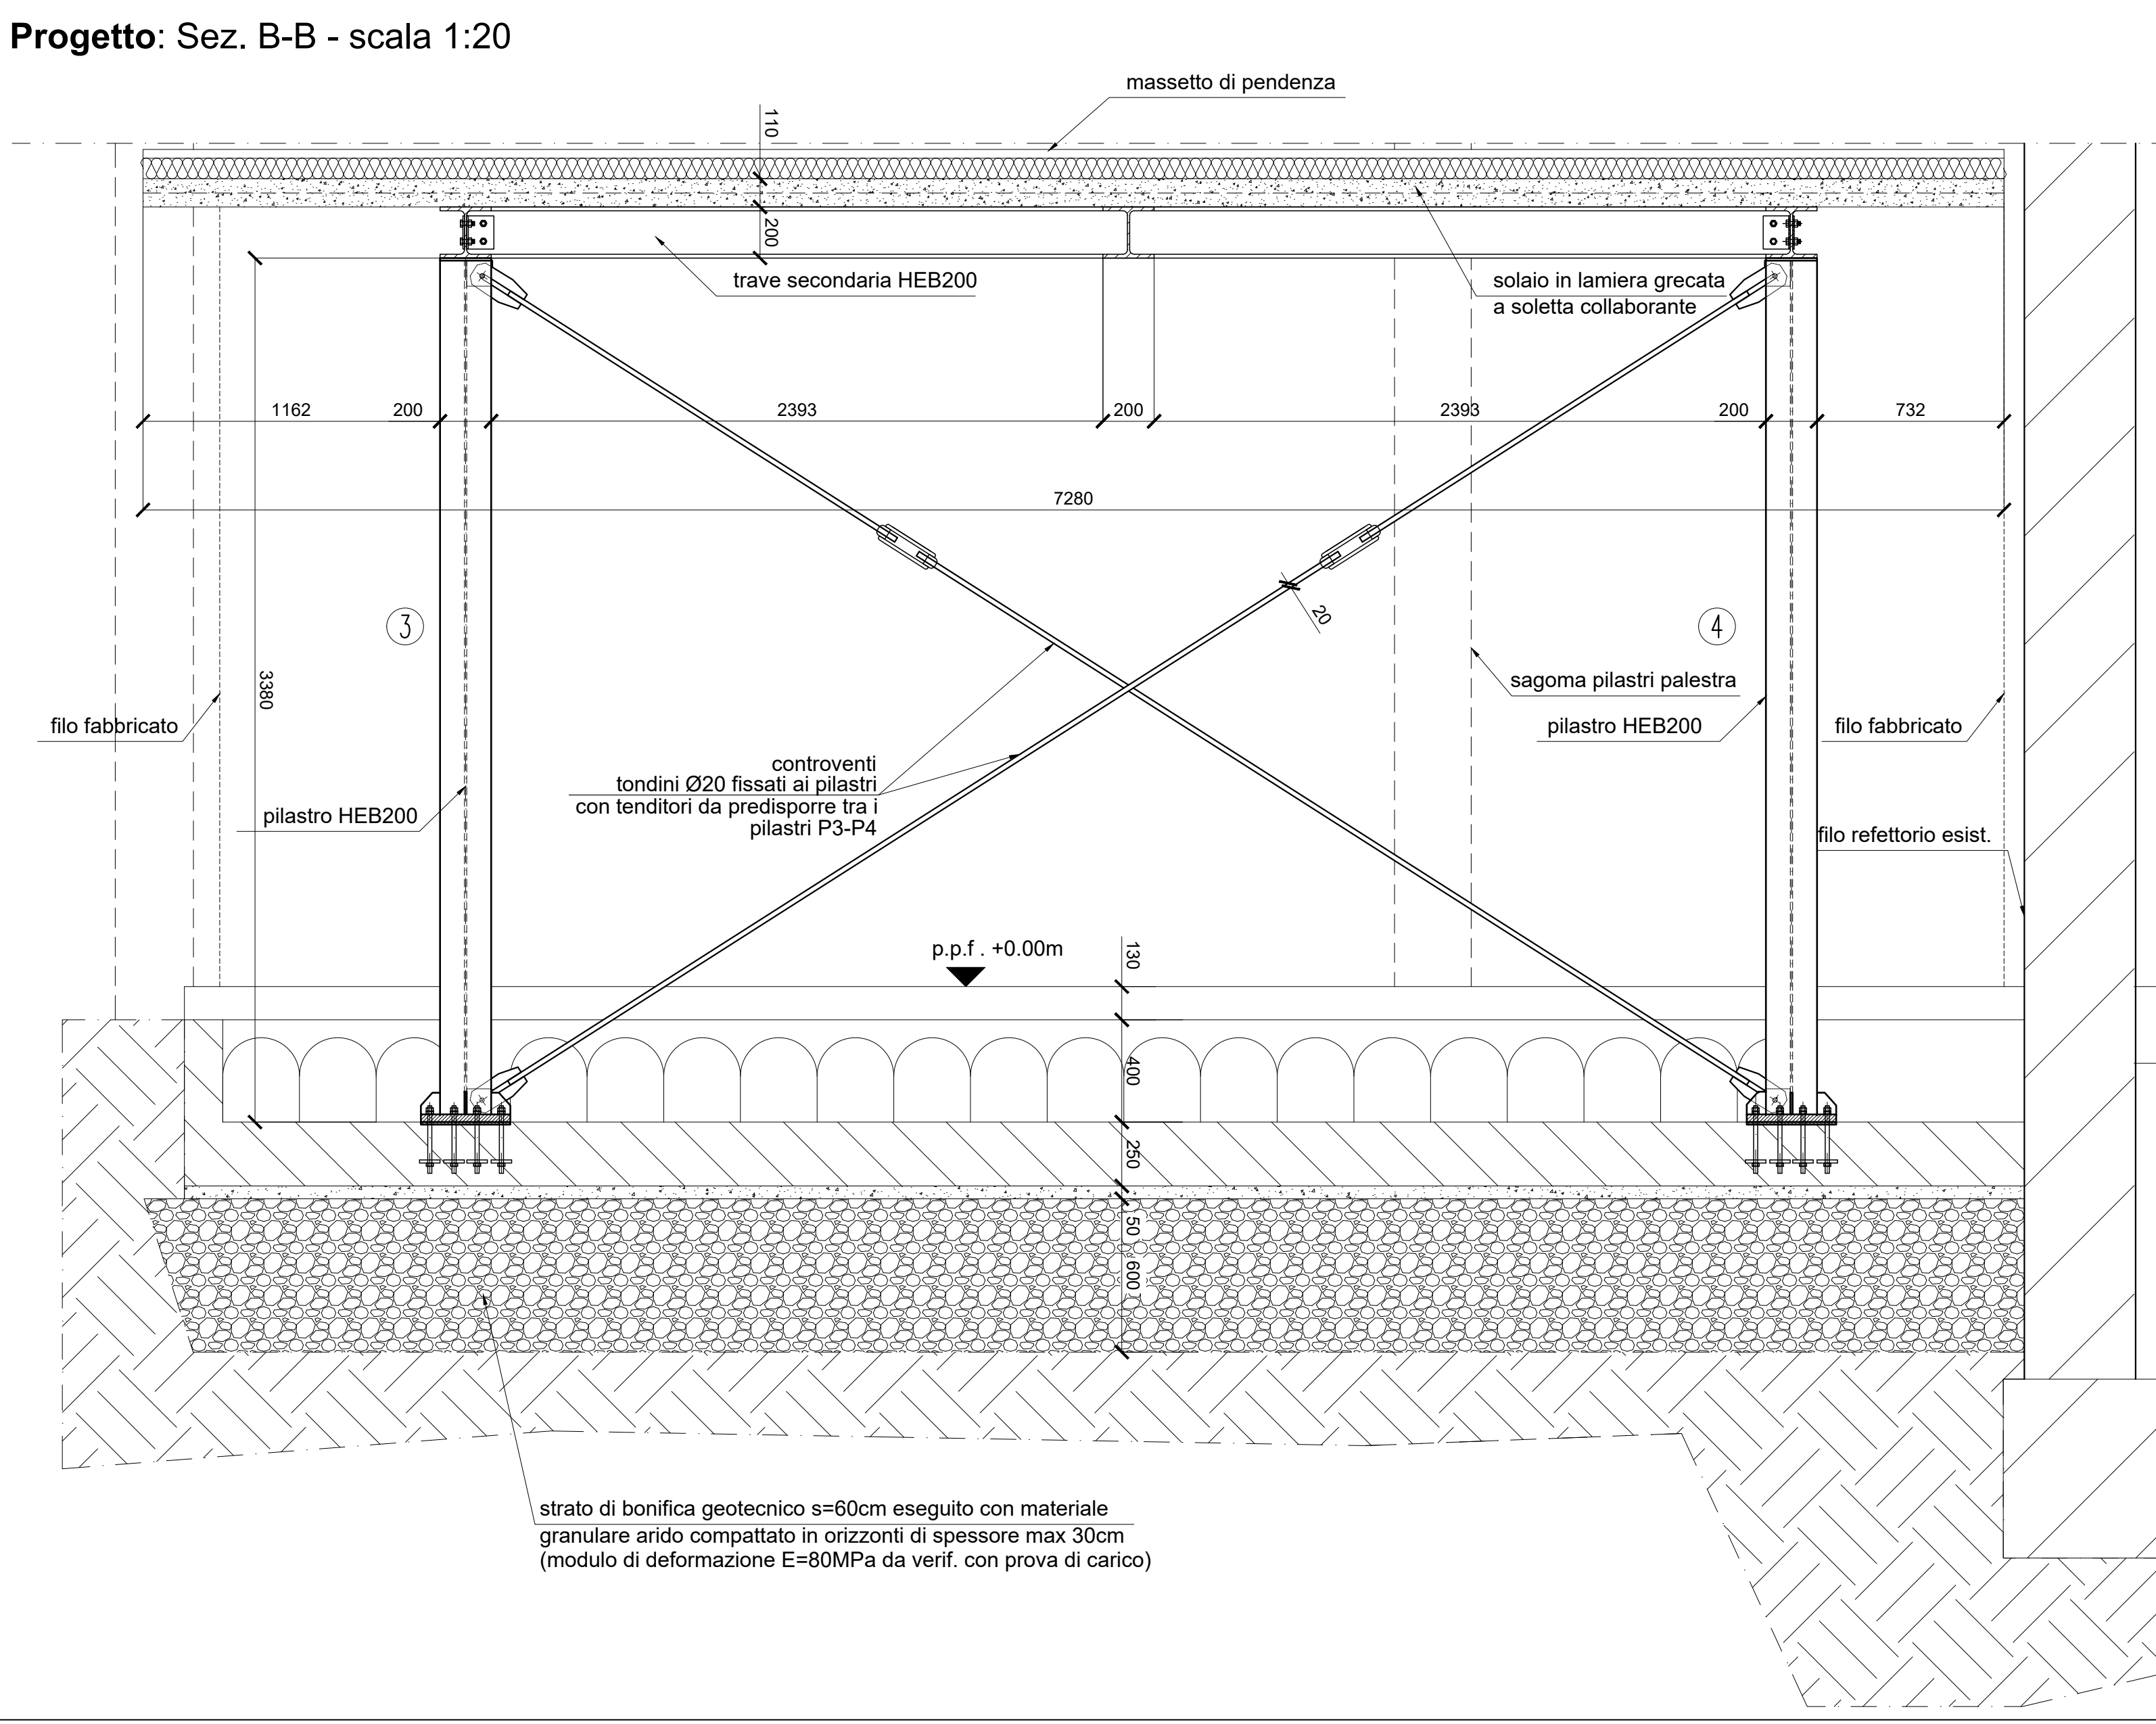 Progetto: Sez. B-B - scala 1:20
massetto di pendenza
110
200
trave secondaria HEB200
solaio in lamiera grecata
a soletta collaborante
1162
200
2393
200
2393
200
732
7280
20
3
4
3380
sagoma pilastri palestra
filo fabbricato
pilastro HEB200
filo fabbricato
controventi
tondini Ø20 fissati ai pilastri
con tenditori da predisporre tra i
pilastri P3-P4
pilastro HEB200
filo refettorio esist.
p.p.f . +0.00m
130
400
250
50
600
strato di bonifica geotecnico s=60cm eseguito con materiale
granulare arido compattato in orizzonti di spessore max 30cm
(modulo di deformazione E=80MPa da verif. con prova di carico)